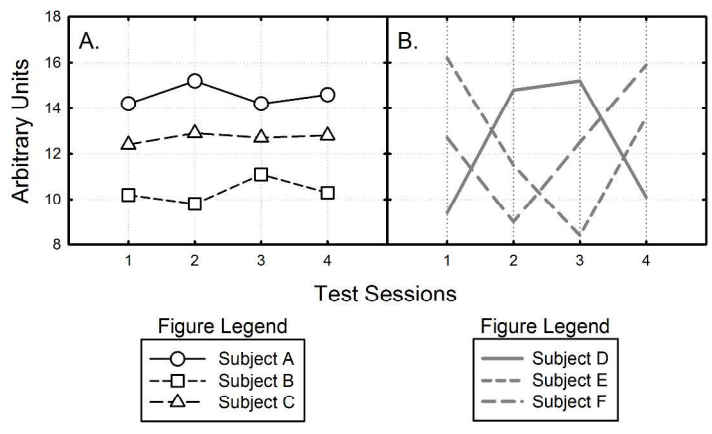 18
16
14
12
10
8
Arbitrary Units
A.
B.
1 2 3 4
1 2 3 4
Test Sessions
Figure Legend
Subject A
Subject B
Subject C
Figure Legend
Subject D
Subject E
Subject F